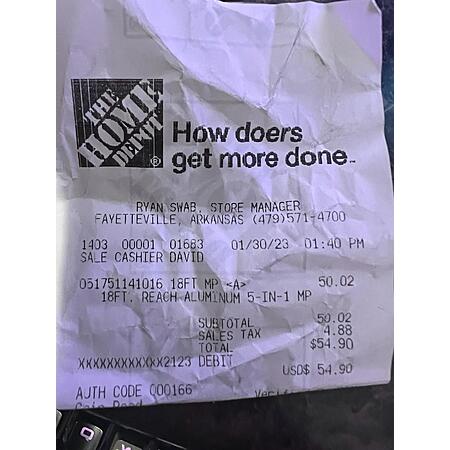 THE
HOME
DEPOT
®
How doers
get more done™
RYAN SWAB, STORE MANAGER
FAYETTEVILLE, ARKANSAS (479)571-4700
1403 00001 01683 01/30/23 01:40 PM
SALE CASHIER DAVID
051751141016 18FT MP <A> 50.02
18FT. REACH ALUMINUM 5-IN-1 MP
SUBTOTAL 50.02
SALES TAX 4.88
TOTAL $54.90
XXXXXXXXXXXX2123 DEBIT
USD$ 54.90
AUTH CODE 000166
Q